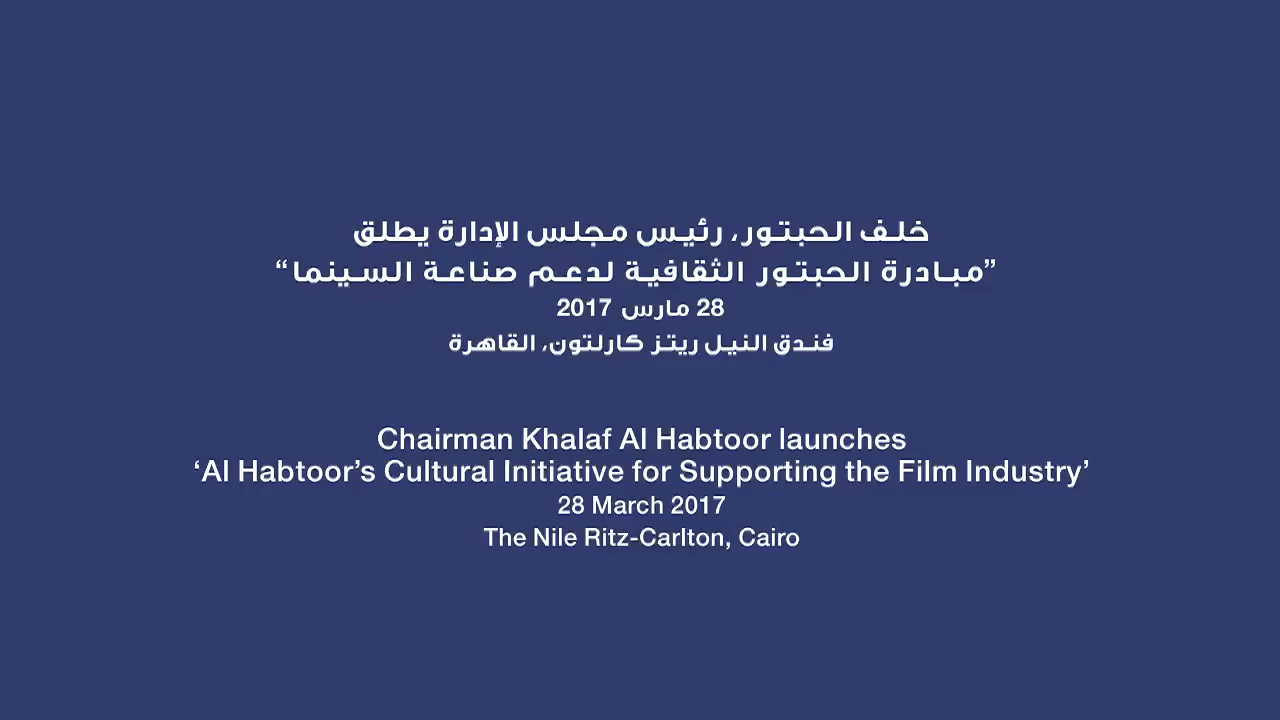 خلف الحبتور، رئيس مجلس الإدارة يطلق
”مبادرة الحبتور الثقافية لدعم صناعة السينما“
28 مارس 2017
فندق النيل ريتز كارلتون، القاهرة
Chairman Khalaf Al Habtoor launches
‘Al Habtoor’s Cultural Initiative for Supporting the Film Industry’
28 March 2017
The Nile Ritz-Carlton, Cairo